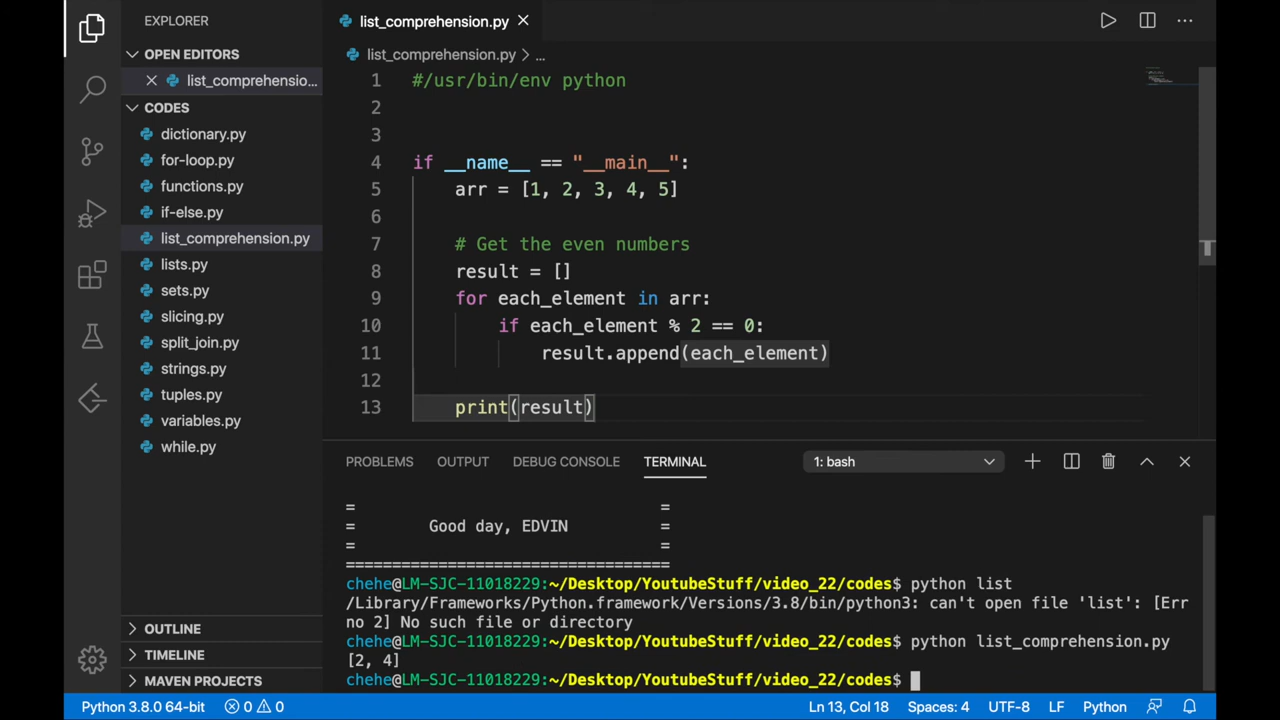 EXPLORER
OPEN EDITORS
list_comprehensio...
CODES
dictionary.py
for-loop.py
functions.py
if-else.py
list_comprehension.py
lists.py
sets.py
slicing.py
split_join.py
strings.py
tuples.py
variables.py
while.py
OUTLINE
TIMELINE
MAVEN PROJECTS
list_comprehension.py
list_comprehension.py > ...
1 #/usr/bin/env python
2
3
4 if __name__ == "__main__":
5 arr = [1, 2, 3, 4, 5]
6
7 # Get the even numbers
8 result = []
9 for each_element in arr:
10 if each_element % 2 == 0:
11 result.append(each_element)
12
13 print(result)
PROBLEMS OUTPUT DEBUG CONSOLE TERMINAL 1: bash
= =
= Good day, EDVIN =
= =
==================================
chehe@LM-SJC-11018229:~/Desktop/YoutubeStuff/video_22/codes$ python list
/Library/Frameworks/Python.framework/Versions/3.8/bin/python3: can't open file 'list': [Err
no 2] No such file or directory
chehe@LM-SJC-11018229:~/Desktop/YoutubeStuff/video_22/codes$ python list_comprehension.py
[2, 4]
chehe@LM-SJC-11018229:~/Desktop/YoutubeStuff/video_22/codes$
Python 3.8.0 64-bit 0 0 Ln 13, Col 18 Spaces: 4 UTF-8 LF Python